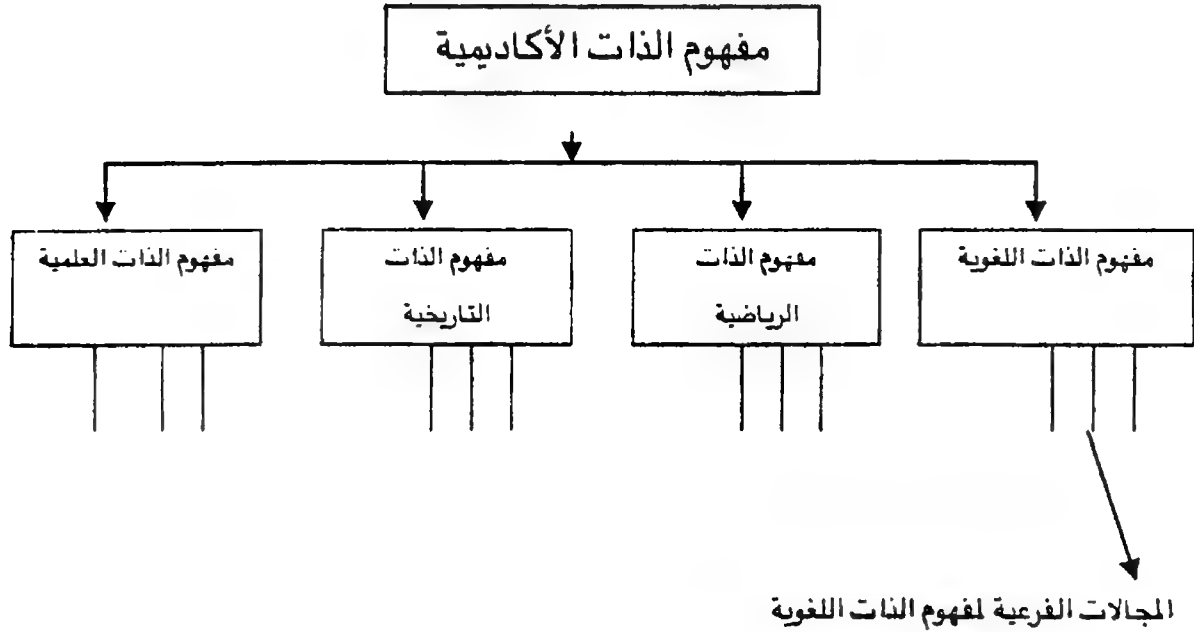 مفهوم الذات الأكاديمية
مفهوم الذات اللغوية
مفهوم الذات
الرياضية
مفهوم الذات
التاريخية
مفهوم الذات العلمية
المجالات الفرعية لمفهوم الذات اللغوية